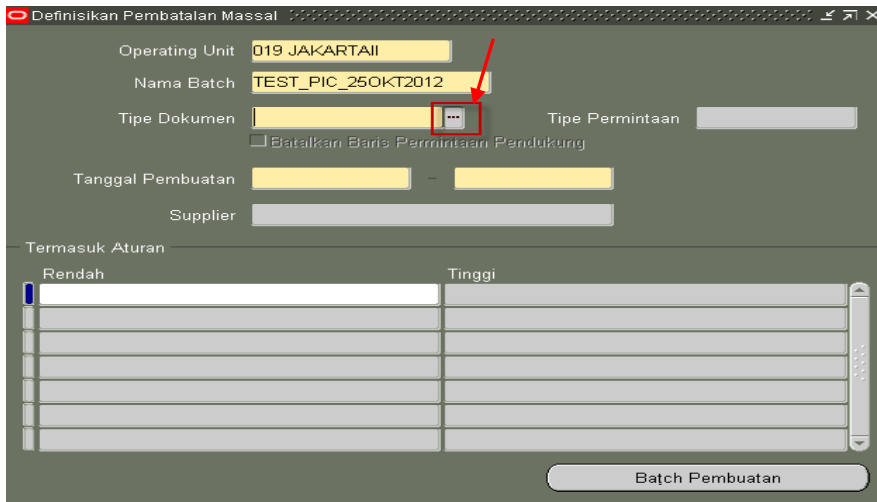 Definisikan Pembatalan Massal
Operating Unit 019 JAKARTAII
Nama Batch TEST_PIC_25OKT2012
Tipe Dokumen ... Tipe Permintaan
Batalkan Baris Permintaan Pendukung
Tanggal Pembuatan -
Supplier
Termasuk Aturan
Rendah Tinggi
Batch Pembuatan